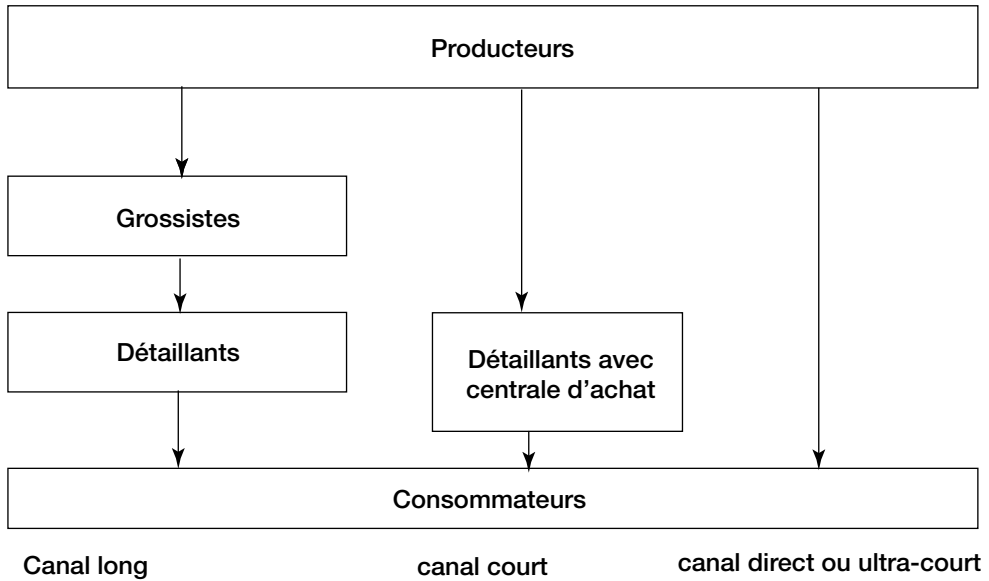 Producteurs
Grossistes
Détaillants
Détaillants avec
centrale d’achat
Consommateurs
Canal long
canal court
canal direct ou ultra-court